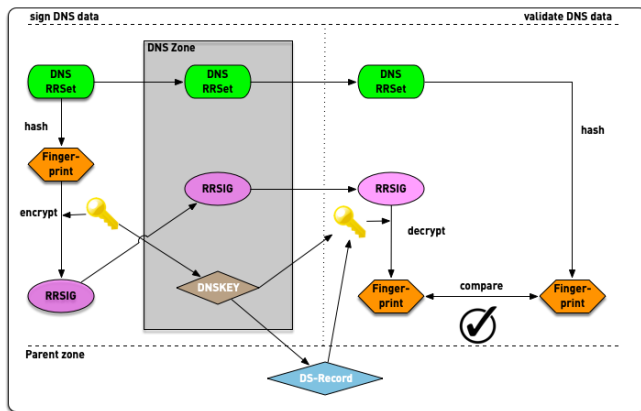 sign DNS data
validate DNS data
DNS Zone
DNS
RRSet
DNS
RRSet
DNS
RRSet
hash
hash
Finger-
print
RRSIG
RRSIG
encrypt
decrypt
RRSIG
DNSKEY
Finger-
print
compare
Finger-
print
Parent zone
DS-Record